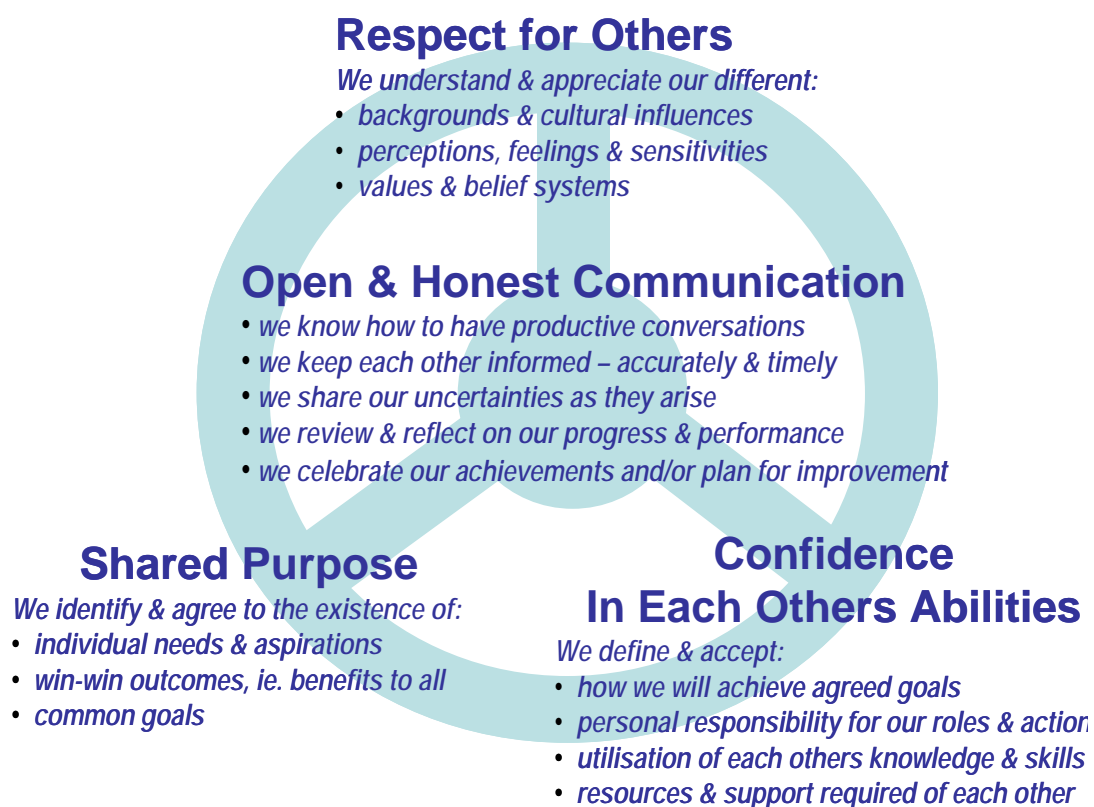 Respect for Others
We understand & appreciate our different:
• backgrounds & cultural influences
• perceptions, feelings & sensitivities
• values & belief systems
Open & Honest Communication
• we know how to have productive conversations
• we keep each other informed – accurately & timely
• we share our uncertainties as they arise
• we review & reflect on our progress & performance
• we celebrate our achievements and/or plan for improvement
Shared Purpose
We identify & agree to the existence of:
• individual needs & aspirations
• win-win outcomes, ie. benefits to all
• common goals
Confidence
In Each Others Abilities
We define & accept:
• how we will achieve agreed goals
• personal responsibility for our roles & action
• utilisation of each others knowledge & skills
• resources & support required of each other